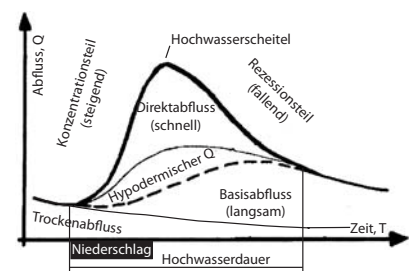 Hochwasserscheitel
Abfluss, Q
Konzentrationsteil
(steigend)
Rezessionsteil
(fallend)
Direktabfluss
(schnell)
Hypodermischer Q
Basisabfluss
(langsam)
Trockenabfluss
Zeit, T
Niederschlag
Hochwasserdauer